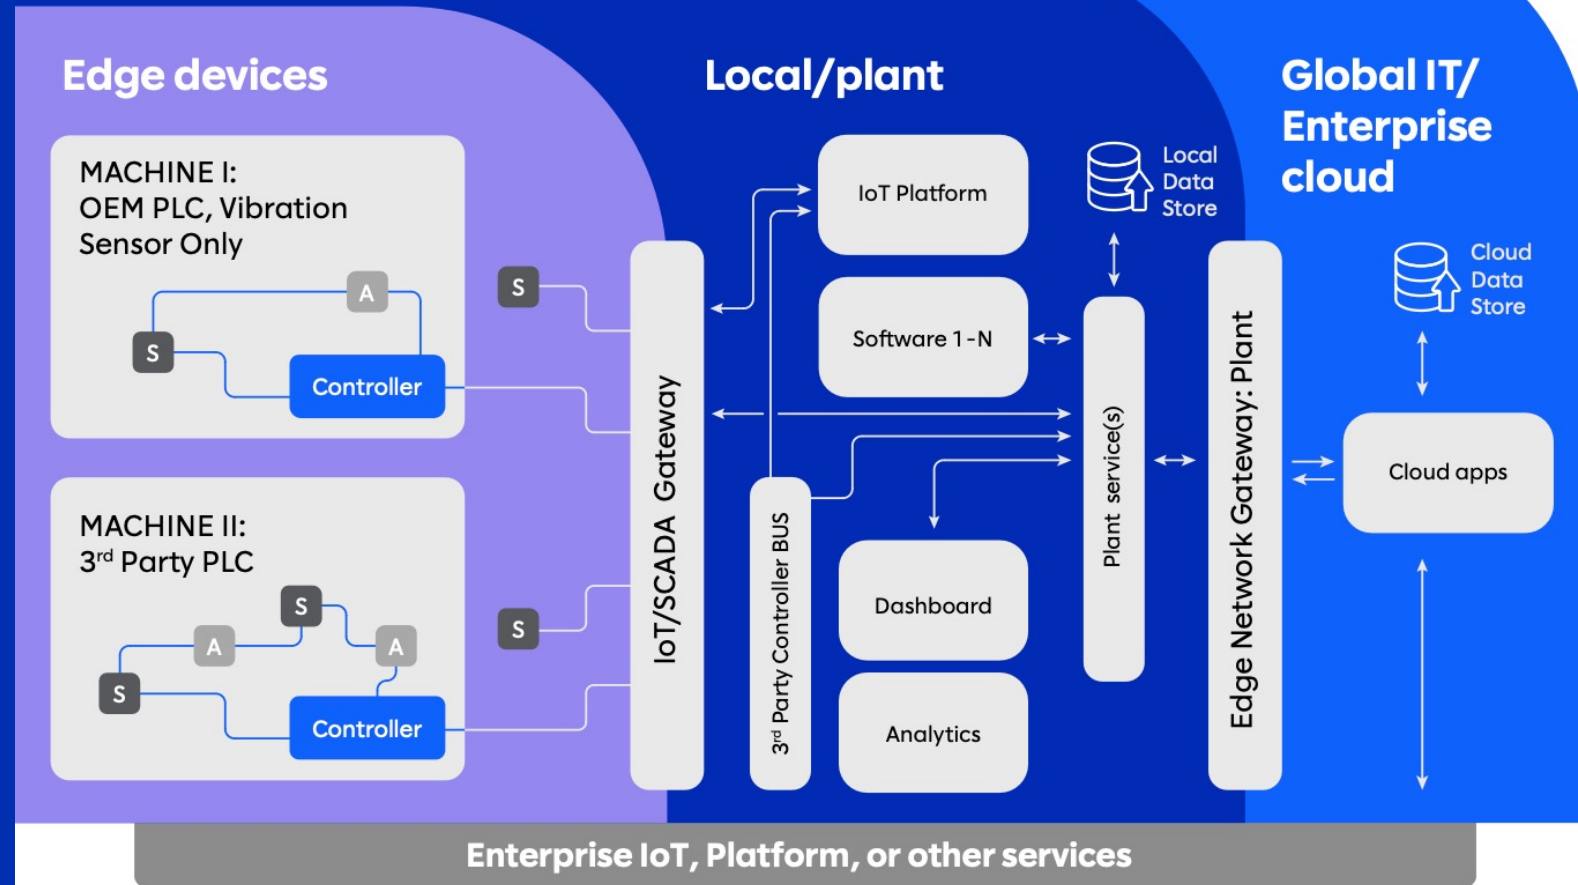 Edge devices
MACHINE I:
OEM PLC, Vibration
Sensor Only
A
S
Controller
S
MACHINE II:
3rd Party PLC
S
A
A
S
Controller
S
IoT/SCADA Gateway
Local/plant
IoT Platform
Software 1-N
3rd Party Controller BUS
Dashboard
Analytics
Local
Data
Store
Plant service(s)
Edge Network Gateway: Plant
Global IT/
Enterprise
cloud
Cloud
Data
Store
Cloud apps
Enterprise IoT, Platform, or other services